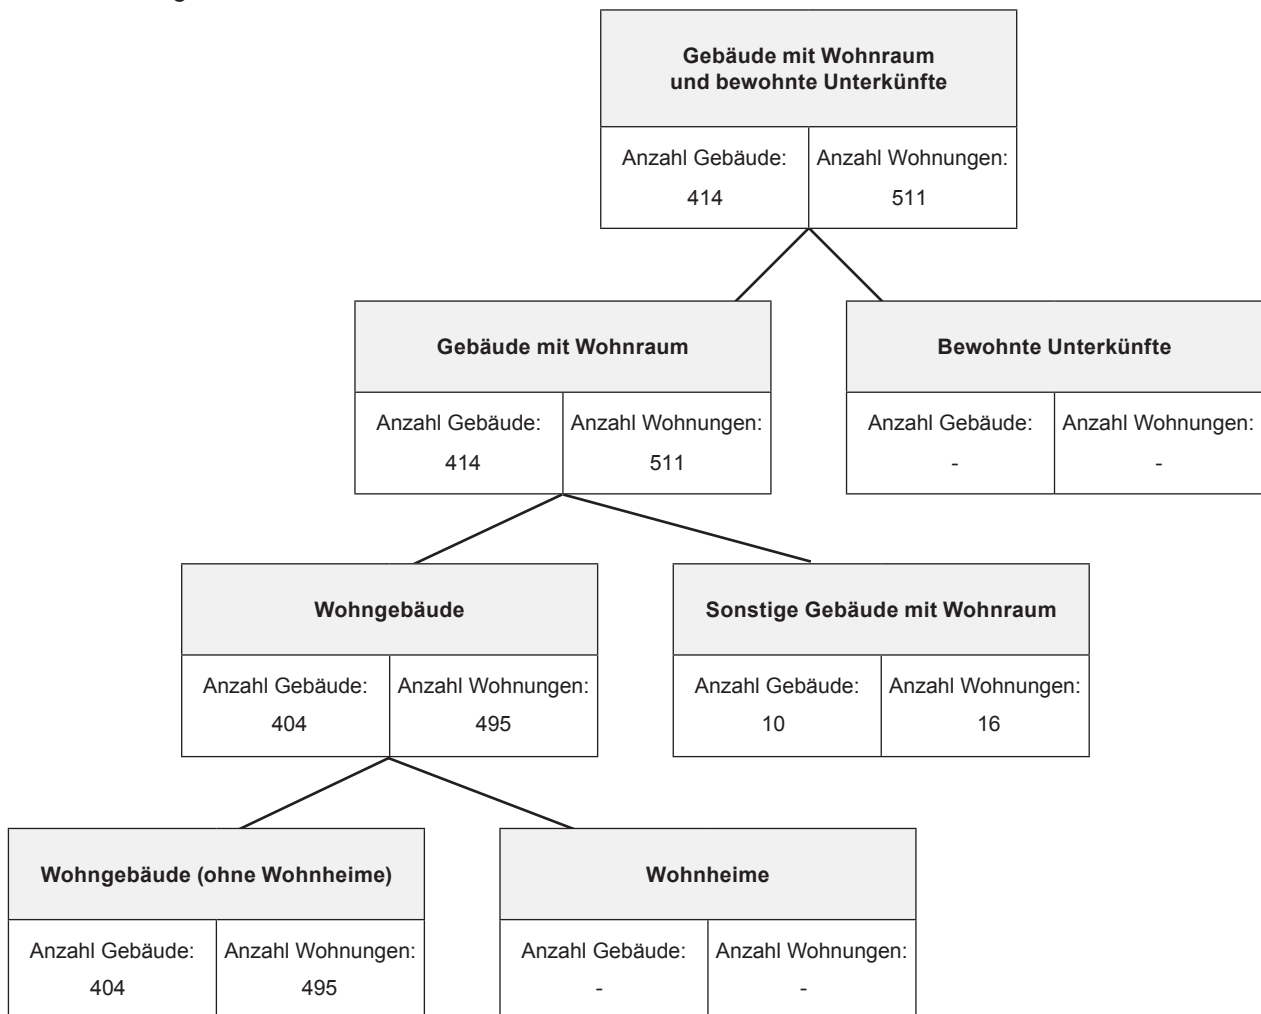 Gebäude mit Wohnraum
und bewohnte Unterkünfte
Anzahl Gebäude: Anzahl Wohnungen:
414 511
Gebäude mit Wohnraum
Anzahl Gebäude: Anzahl Wohnungen:
414 511
Bewohnte Unterkünfte
Anzahl Gebäude: Anzahl Wohnungen:
- -
Wohngebäude
Anzahl Gebäude: Anzahl Wohnungen:
404 495
Sonstige Gebäude mit Wohnraum
Anzahl Gebäude: Anzahl Wohnungen:
10 16
Wohngebäude (ohne Wohnheime)
Anzahl Gebäude: Anzahl Wohnungen:
404 495
Wohnheime
Anzahl Gebäude: Anzahl Wohnungen:
- -